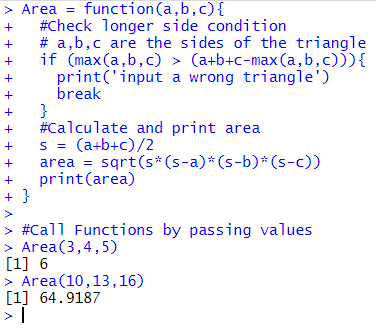 > Area = function(a,b,c){
+   #Check longer side condition
+   # a,b,c are the sides of the triangle
+   if (max(a,b,c) > (a+b+c-max(a,b,c))){
+     print('input a wrong triangle')
+     break
+   }
+   #Calculate and print area
+   s = (a+b+c)/2
+   area = sqrt(s*(s-a)*(s-b)*(s-c))
+   print(area)
+ }
>
> #Call Functions by passing values
> Area(3,4,5)
[1] 6
> Area(10,13,16)
[1] 64.9187
>